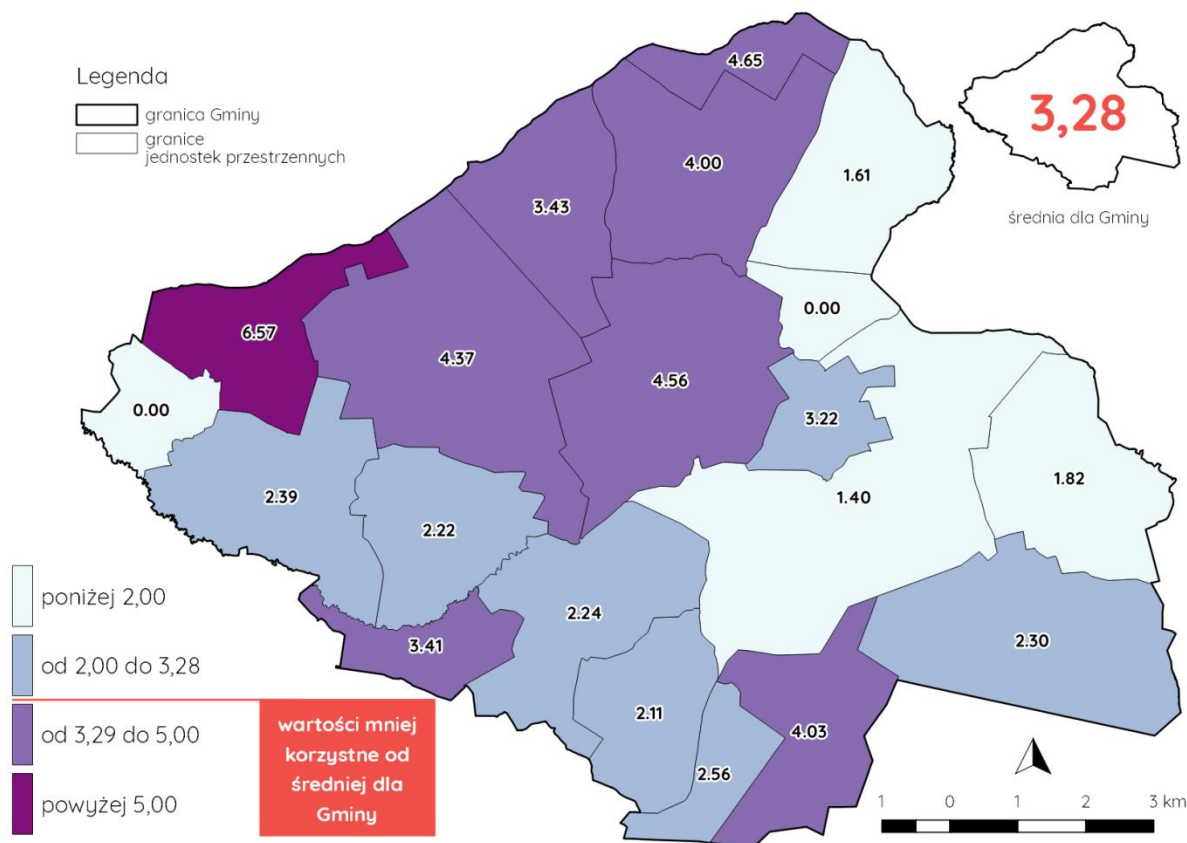 Legenda
granica Gminy
granice
jednostek przestrzennych
3,28
średnia dla Gminy
4.65
4.00
1.61
3.43
0.00
6.57
4.37
4.56
0.00
3.22
2.39
2.22
1.40
1.82
2.24
3.41
2.30
2.11
4.03
2.56
poniżej 2,00
od 2,00 do 3,28
od 3,29 do 5,00
powyżej 5,00
wartości mniej
korzystne od
średniej dla
Gminy
1 0 1 2 3 km